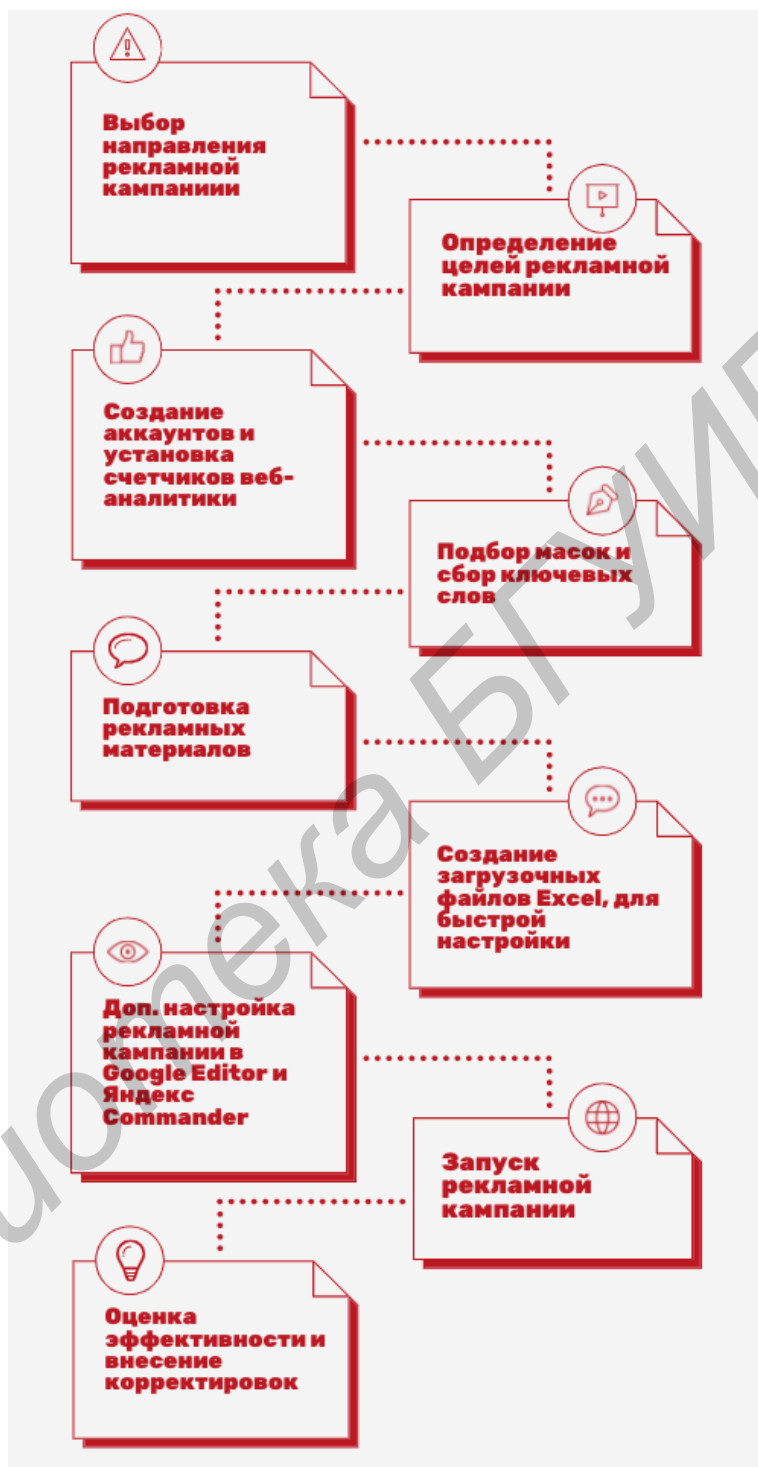 Выбор
направления
рекламной
кампаниии
Определение
целей рекламной
кампании
Создание
аккаунтов и
установка
счетчиков веб-
аналитики
Подбор масок и
сбор ключевых
слов
Подготовка
рекламных
материалов
Создание
загрузочных
файлов Excel, для
быстрой
настройки
Доп. настройка
рекламной
кампании в
Google Editor и
Яндекс
Commander
Запуск
рекламной
кампании
Оценка
эффективности и
внесение
корректировок